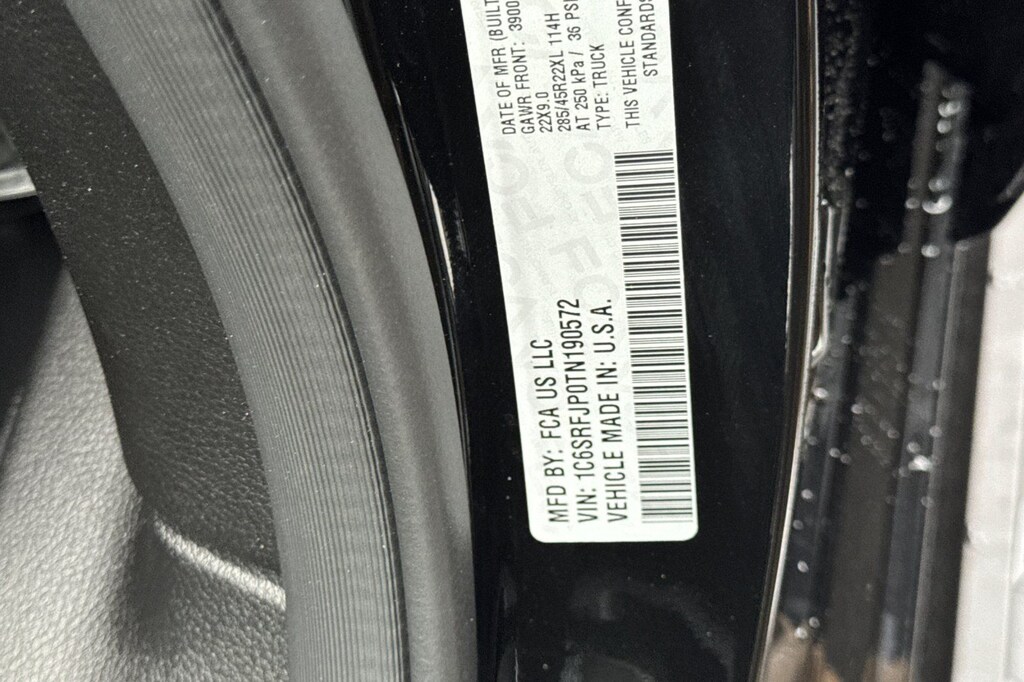 MFD BY: FCA US LLC
VIN: 1C6SRFJP0TN190572
VEHICLE MADE IN: U.S.A.
DATE OF MFR (BUILT
GAWR FRONT: 3900
22X9.0
285/45R22XL 114H
AT 250 kPa / 36 PSI
TYPE: TRUCK
THIS VEHICLE CONF
STANDARDS